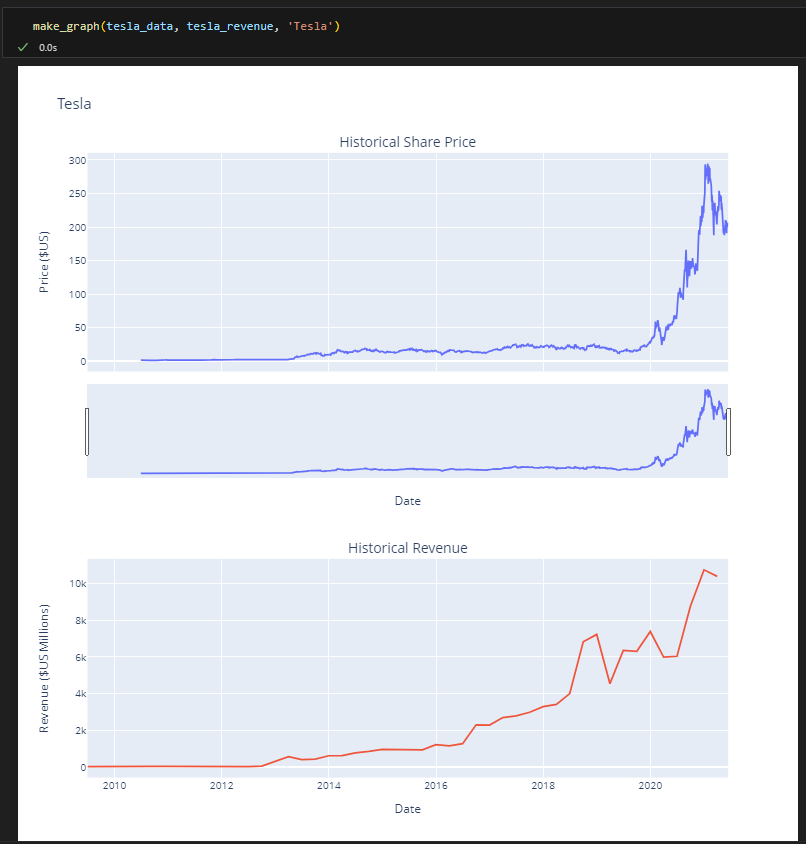 make_graph(tesla_data, tesla_revenue, 'Tesla')
0.0s
Tesla
Historical Share Price
300
250
200
150
100
50
0
Price ($US)
Date
Historical Revenue
10k
8k
6k
4k
2k
0
Revenue ($US Millions)
2010 2012 2014 2016 2018 2020
Date